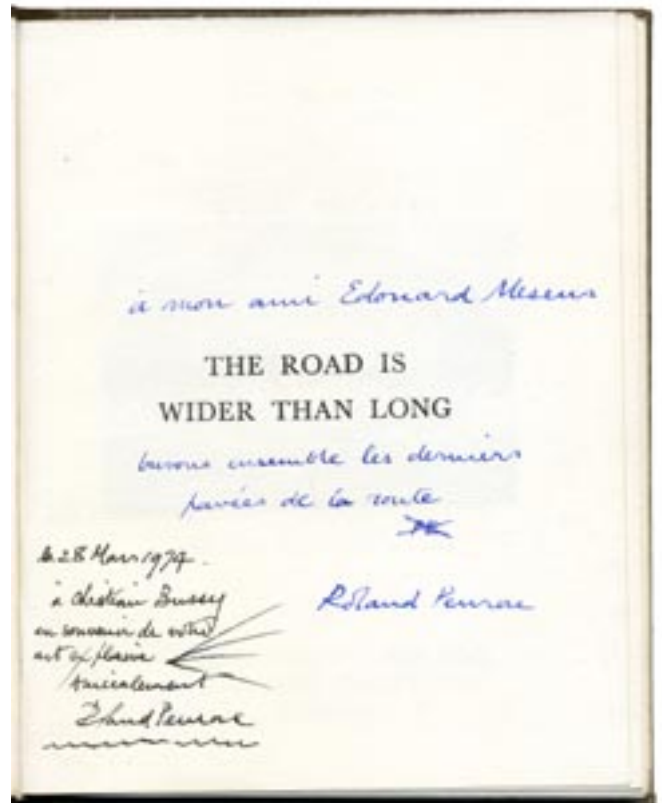 à mon ami Edouard Mesens
THE ROAD IS
WIDER THAN LONG
ensemble les derniers
pavées de la route
Roland Penrose
le 28 Mars 1974.
à Christian Bussy
en souvenir de votre
art explosive
amicalement
Roland Penrose